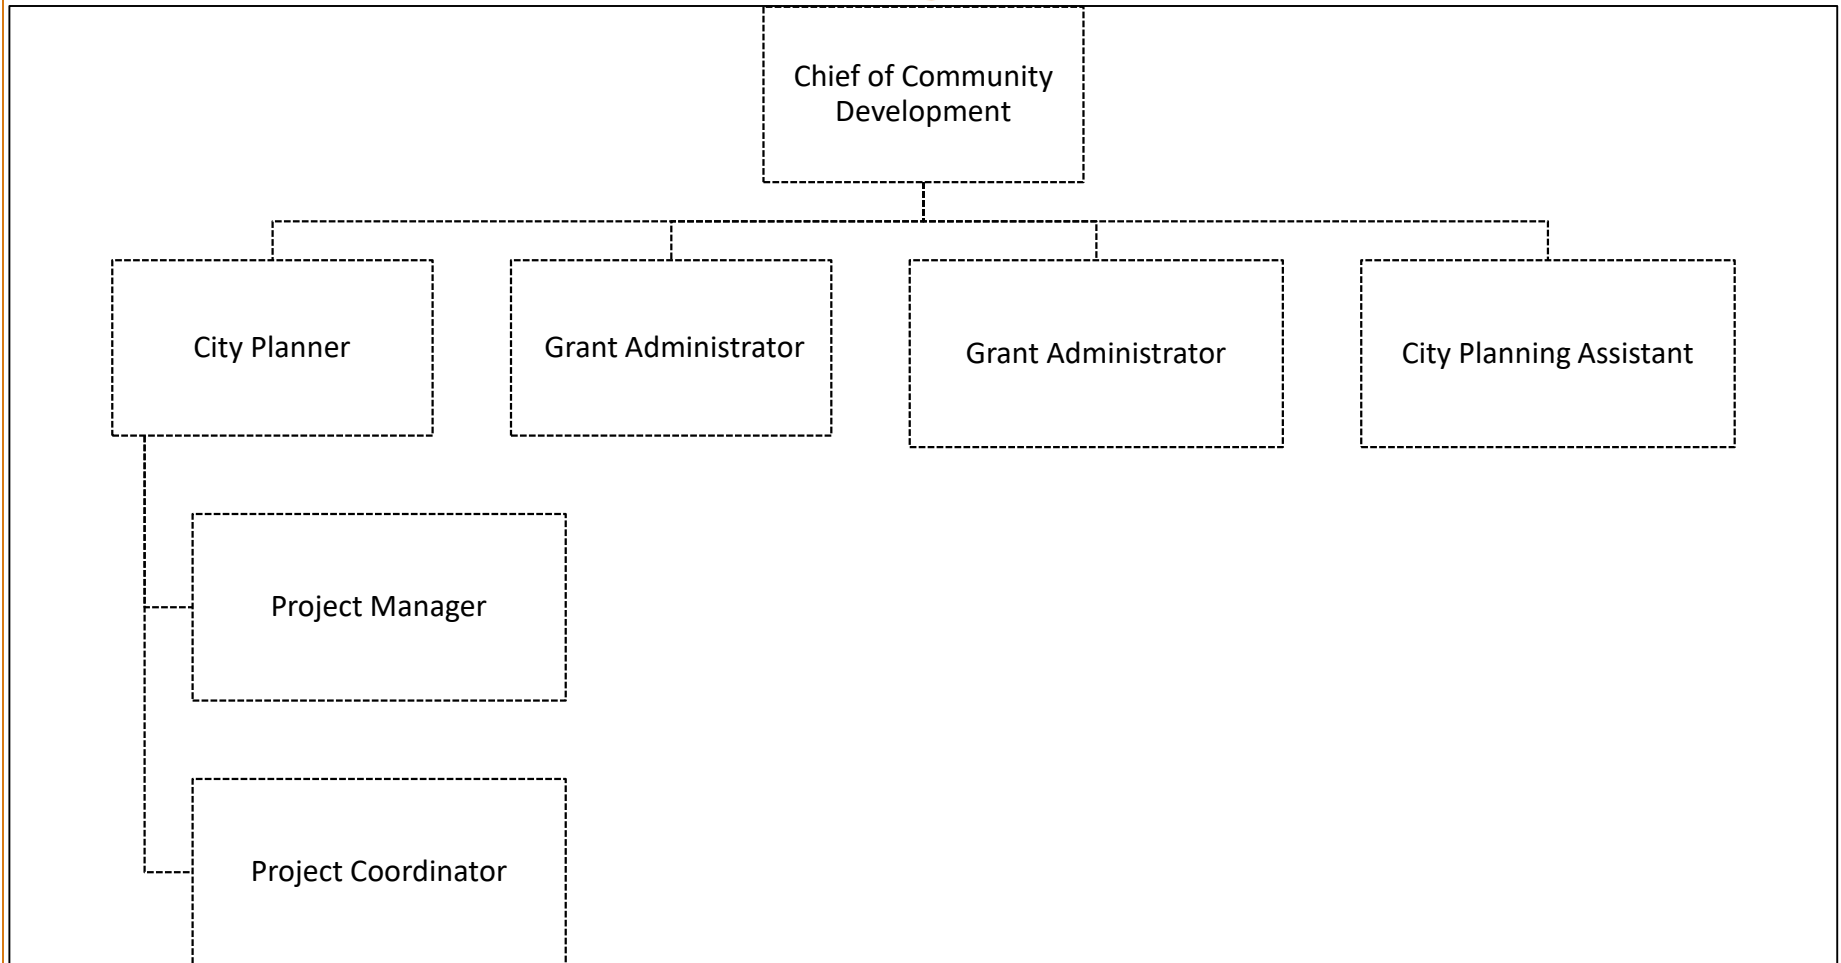 Chief of Community
Development
City Planner
Grant Administrator
Grant Administrator
City Planning Assistant
Project Manager
Project Coordinator